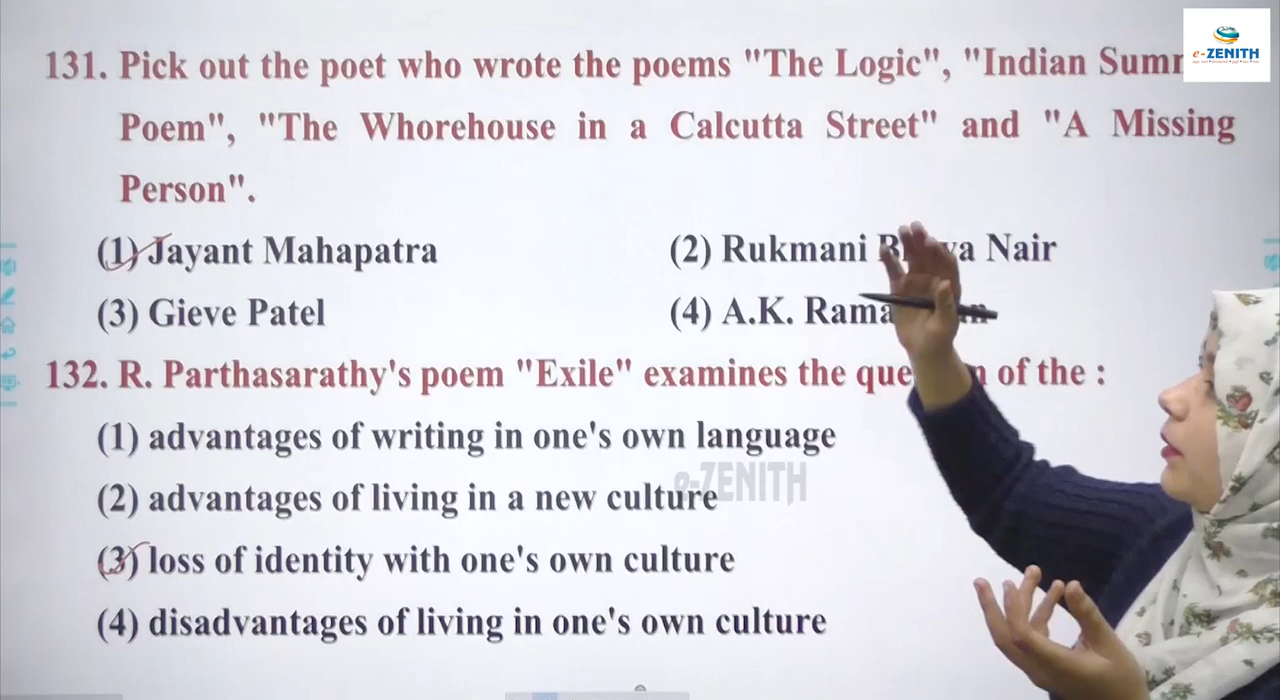 e-ZENITH
131. Pick out the poet who wrote the poems "The Logic", "Indian
Poem", "The Whorehouse in a Calcutta Street" and "A Missing
Person".
(1) Jayant Mahapatra (2) Rukmani Nair
(3) Gieve Patel (4) A.K.
132. R. Parthasarathy's poem "Exile" examines the of the :
(1) advantages of writing in one's own language
e-ZENITH
(2) advantages of living in a new culture
(3) loss of identity with one's own culture
(4) disadvantages of living in one's own culture